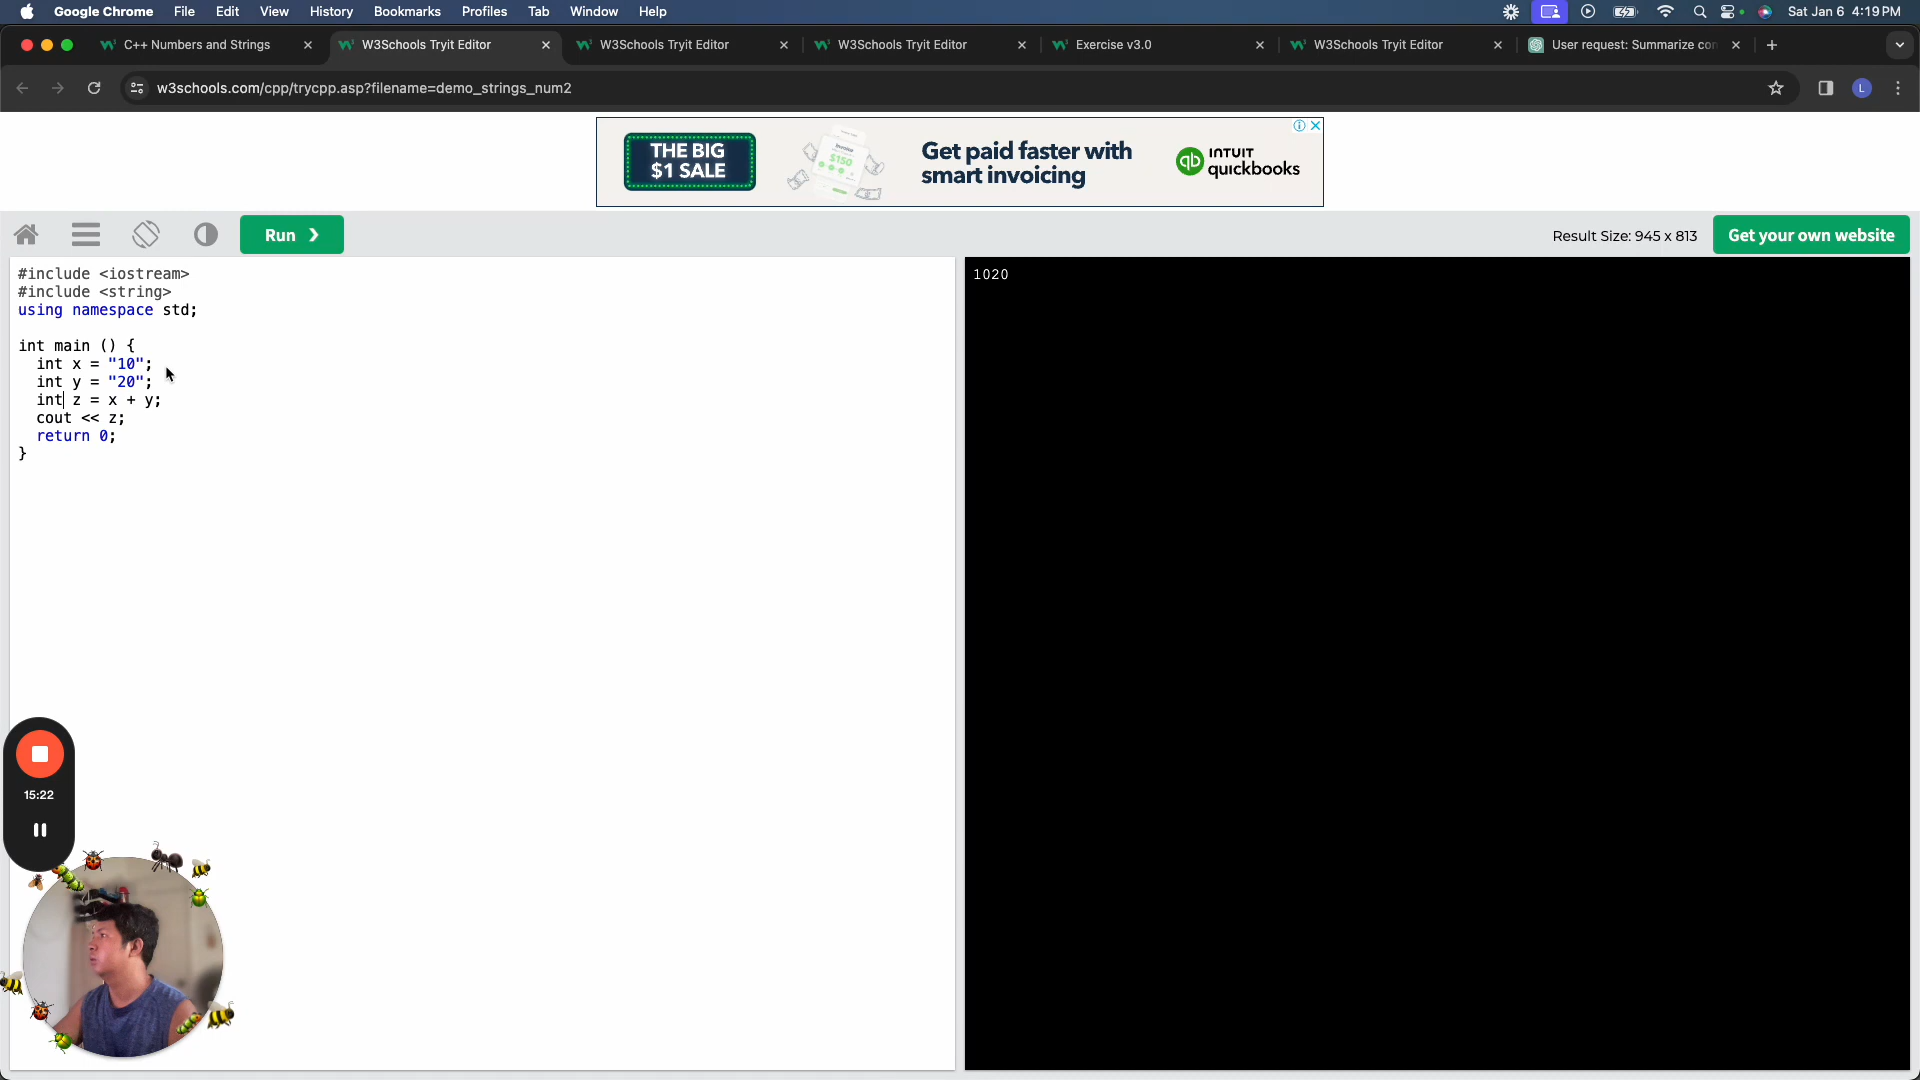 Google Chrome File Edit View History Bookmarks Profiles Tab Window Help Sat Jan 6 4:19 PM
C++ Numbers and Strings W3Schools Tryit Editor W3Schools Tryit Editor W3Schools Tryit Editor Exercise v3.0 W3Schools Tryit Editor User request: Summarize con
w3schools.com/cpp/trycpp.asp?filename=demo_strings_num2 L
THE BIG
$1 SALE
Invoice
$150
Get paid faster with
smart invoicing
qb INTUIT
quickbooks
Run ❯ Result Size: 945 x 813 Get your own website
#include <iostream>
#include <string>
using namespace std;
int main () {
int x = "10";
int y = "20";
int z = x + y;
cout << z;
return 0;
}
1020
15:22